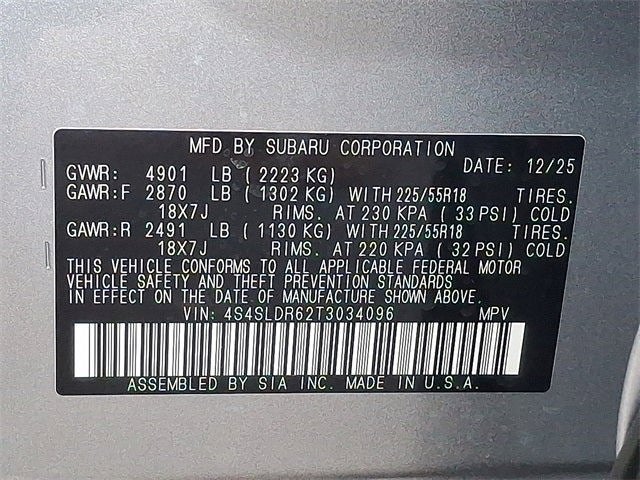 MFD BY SUBARU CORPORATION
DATE: 12/25
GVWR: 4901 LB ( 2223 KG)
GAWR:F 2870 LB ( 1302 KG) WITH 225/55R18 TIRES.
18X7J RIMS. AT 230 KPA ( 33 PSI) COLD
GAWR:R 2491 LB ( 1130 KG) WITH 225/55R18 TIRES.
18X7J RIMS. AT 220 KPA ( 32 PSI) COLD
THIS VEHICLE CONFORMS TO ALL APPLICABLE FEDERAL MOTOR
VEHICLE SAFETY AND THEFT PREVENTION STANDARDS
IN EFFECT ON THE DATE OF MANUFACTURE SHOWN ABOVE.
VIN: 4S4SLDR62T3034096 MPV
ASSEMBLED BY SIA INC. MADE IN U.S.A.